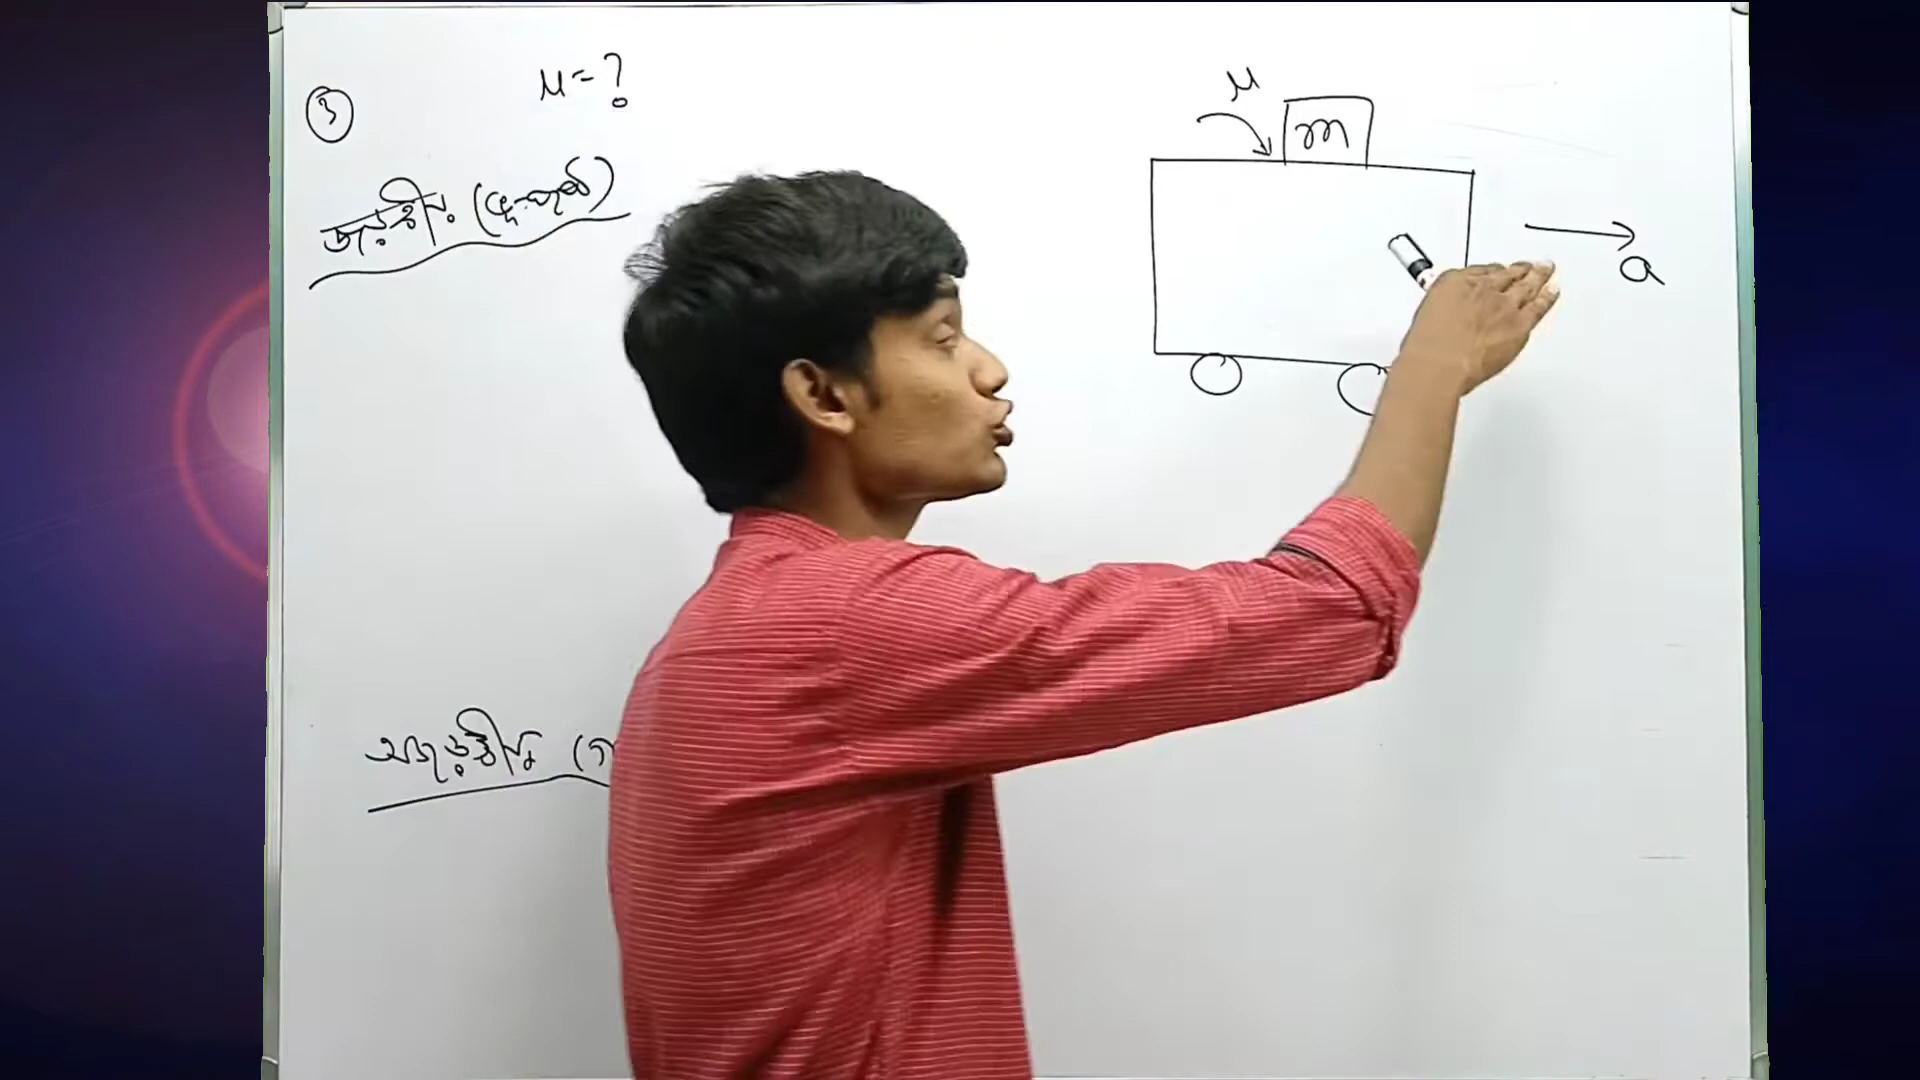 ৩
μ = ?
জড়ত্বীয় (ভূ-পৃষ্ঠ)
অজড়ত্বীয় (গ
μ
m
a